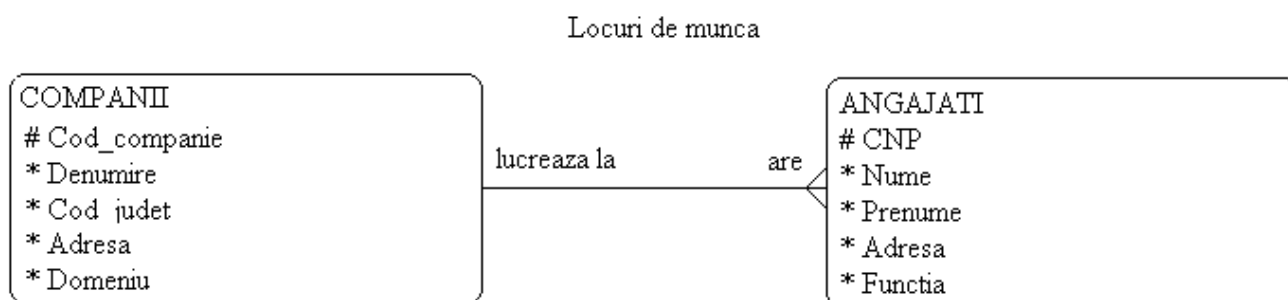 Locuri de munca
COMPANII
# Cod_companie
* Denumire
* Cod_judet
* Adresa
* Domeniu
lucreaza la
are
ANGAJATI
# CNP
* Nume
* Prenume
* Adresa
* Functia